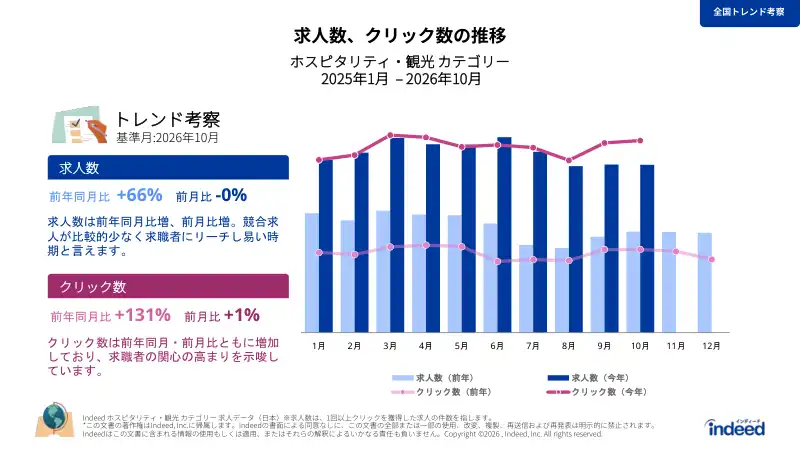 全国トレンド考察
求人数、クリック数の推移
ホスピタリティ・観光 カテゴリー
2025年1月 – 2026年10月
トレンド考察
基準月:2026年10月
求人数
前年同月比 +66% 前月比 -0%
求人数は前年同月比増、前月比増。競合求
人が比較的少なく求職者にリーチし易い時
期と言えます。
クリック数
前年同月比 +131% 前月比 +1%
クリック数は前年同月・前月比ともに増加
しており、求職者の関心の高まりを示唆し
ています。
1月 2月 3月 4月 5月 6月 7月 8月 9月 10月 11月 12月
求人数（前年） 求人数（今年）
クリック数（前年） クリック数（今年）
Indeed ホスピタリティ・観光 カテゴリー 求人データ（日本）※求人数は、1回以上クリックを獲得した求人の件数を指します。
*この文書の著作権はIndeed, Inc.に帰属します。Indeedの書面による同意なしに、この文書の全部または一部の使用、改変、複製、再送信および再発表は明示的に禁止されます。
Indeedはこの文書に含まれる情報の使用もしくは適用、またはそれらの解釈によるいかなる責任も負いません。Copyright ©2026 , Indeed, Inc. All rights reserved.
インディード
indeed